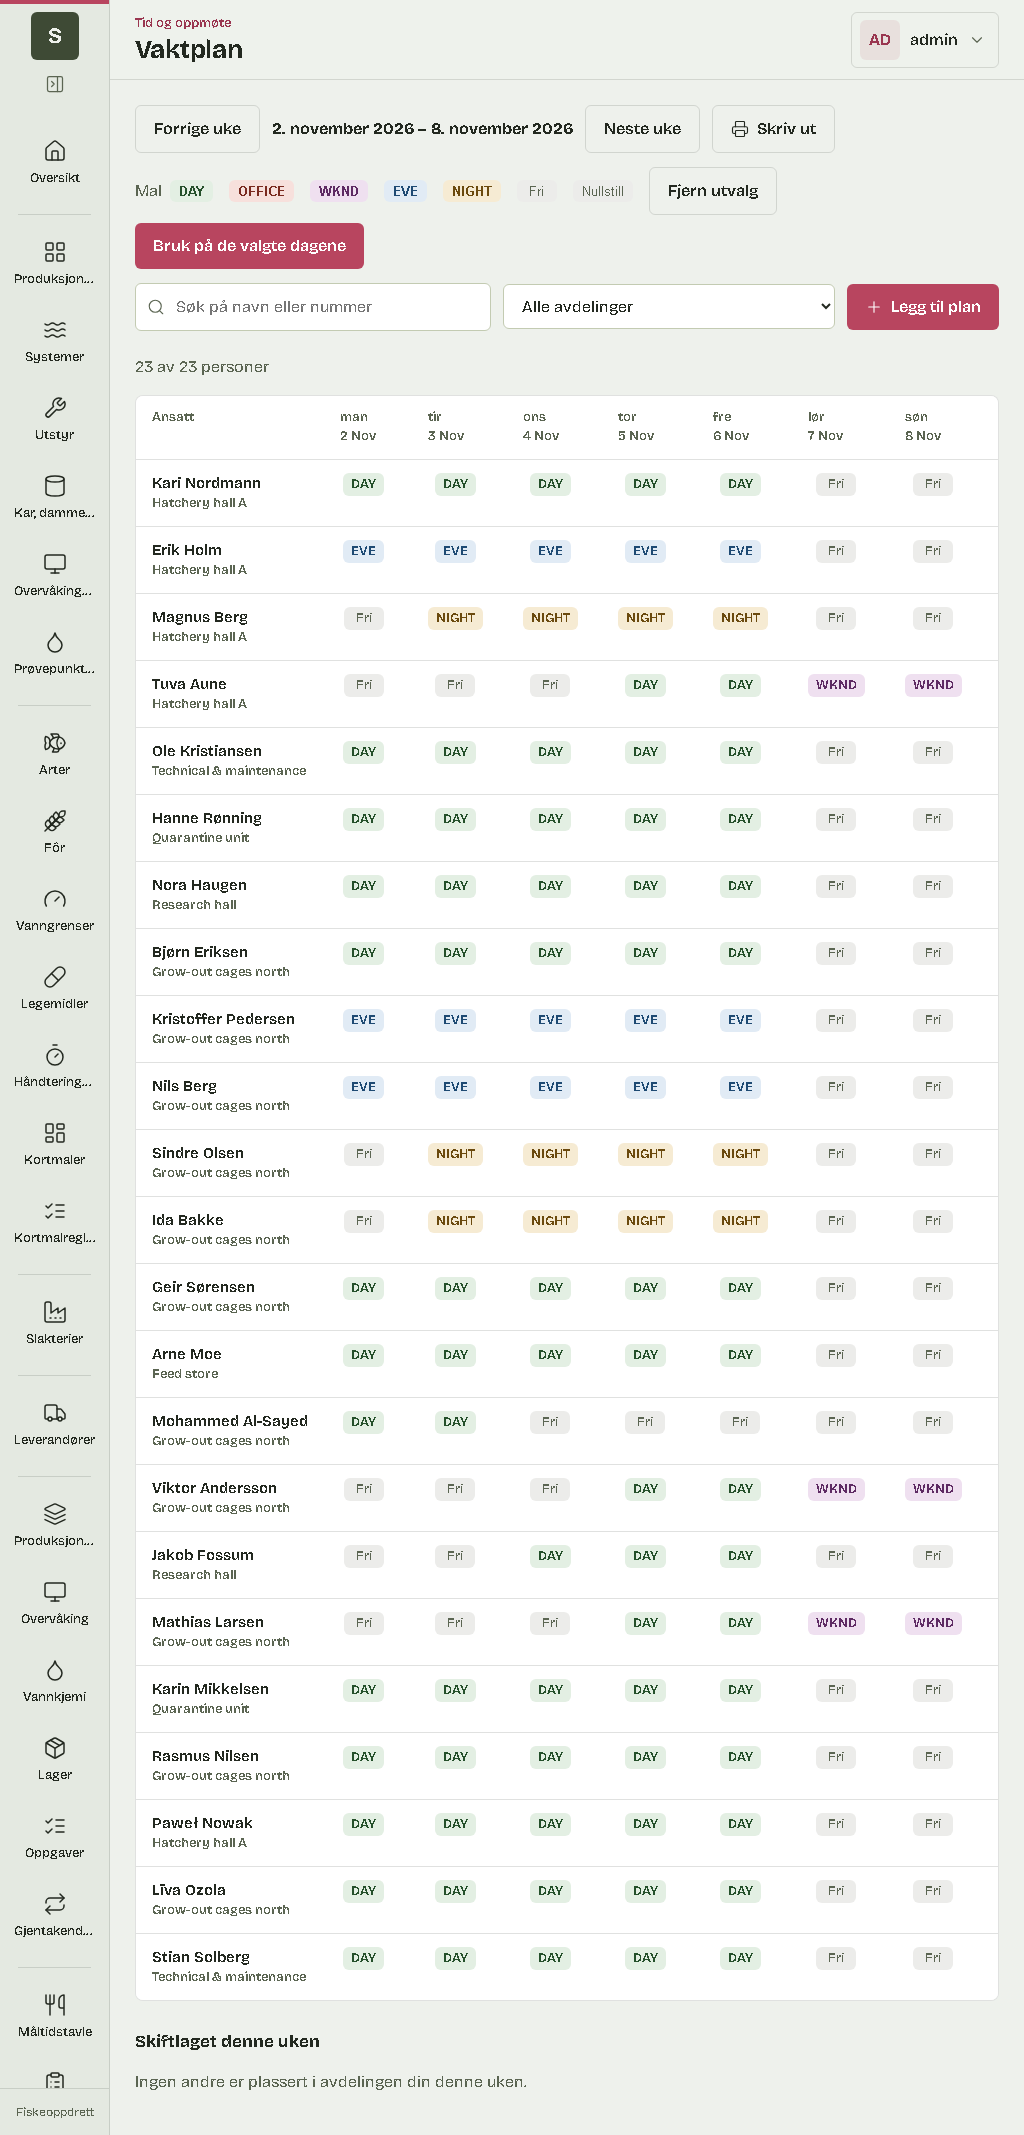 S
Oversikt
Produksjon...
Systemer
Utstyr
Kar, damme...
Overvåking...
Prøvepunkt...
Arter
Fôr
Vanngrenser
Legemidler
Håndtering...
Kortmaler
Kortmalregl...
Slakterier
Leverandører
Produksjon...
Overvåking
Vannkjemi
Lager
Oppgaver
Gjentakend...
Måltidstavle
Fiskeoppdrett
Tid og oppmøte
Vaktplan
AD admin
Forrige uke 2. november 2026 – 8. november 2026 Neste uke Skriv ut
Mal DAY OFFICE WKND EVE NIGHT Fri Nullstill Fjern utvalg
Bruk på de valgte dagene
Søk på navn eller nummer Alle avdelinger Legg til plan
23 av 23 personer
Ansatt man tir ons tor fre lør søn
2 Nov 3 Nov 4 Nov 5 Nov 6 Nov 7 Nov 8 Nov
Kari Nordmann DAY DAY DAY DAY DAY Fri Fri
Hatchery hall A
Erik Holm EVE EVE EVE EVE EVE Fri Fri
Hatchery hall A
Magnus Berg Fri NIGHT NIGHT NIGHT NIGHT Fri Fri
Hatchery hall A
Tuva Aune Fri Fri Fri DAY DAY WKND WKND
Hatchery hall A
Ole Kristiansen DAY DAY DAY DAY DAY Fri Fri
Technical & maintenance
Hanne Rønning DAY DAY DAY DAY DAY Fri Fri
Quarantine unit
Nora Haugen DAY DAY DAY DAY DAY Fri Fri
Research hall
Bjørn Eriksen DAY DAY DAY DAY DAY Fri Fri
Grow-out cages north
Kristoffer Pedersen EVE EVE EVE EVE EVE Fri Fri
Grow-out cages north
Nils Berg EVE EVE EVE EVE EVE Fri Fri
Grow-out cages north
Sindre Olsen Fri NIGHT NIGHT NIGHT NIGHT Fri Fri
Grow-out cages north
Ida Bakke Fri NIGHT NIGHT NIGHT NIGHT Fri Fri
Grow-out cages north
Geir Sørensen DAY DAY DAY DAY DAY Fri Fri
Grow-out cages north
Arne Moe DAY DAY DAY DAY DAY Fri Fri
Feed store
Mohammed Al-Sayed DAY DAY Fri Fri Fri Fri Fri
Grow-out cages north
Viktor Andersson Fri Fri Fri DAY DAY WKND WKND
Grow-out cages north
Jakob Fossum Fri Fri DAY DAY DAY Fri Fri
Research hall
Mathias Larsen Fri Fri Fri DAY DAY WKND WKND
Grow-out cages north
Karin Mikkelsen DAY DAY DAY DAY DAY Fri Fri
Quarantine unit
Rasmus Nilsen DAY DAY DAY DAY DAY Fri Fri
Grow-out cages north
Paweł Nowak DAY DAY DAY DAY DAY Fri Fri
Hatchery hall A
Līva Ozola DAY DAY DAY DAY DAY Fri Fri
Grow-out cages north
Stian Solberg DAY DAY DAY DAY DAY Fri Fri
Technical & maintenance
Skiftlaget denne uken
Ingen andre er plassert i avdelingen din denne uken.